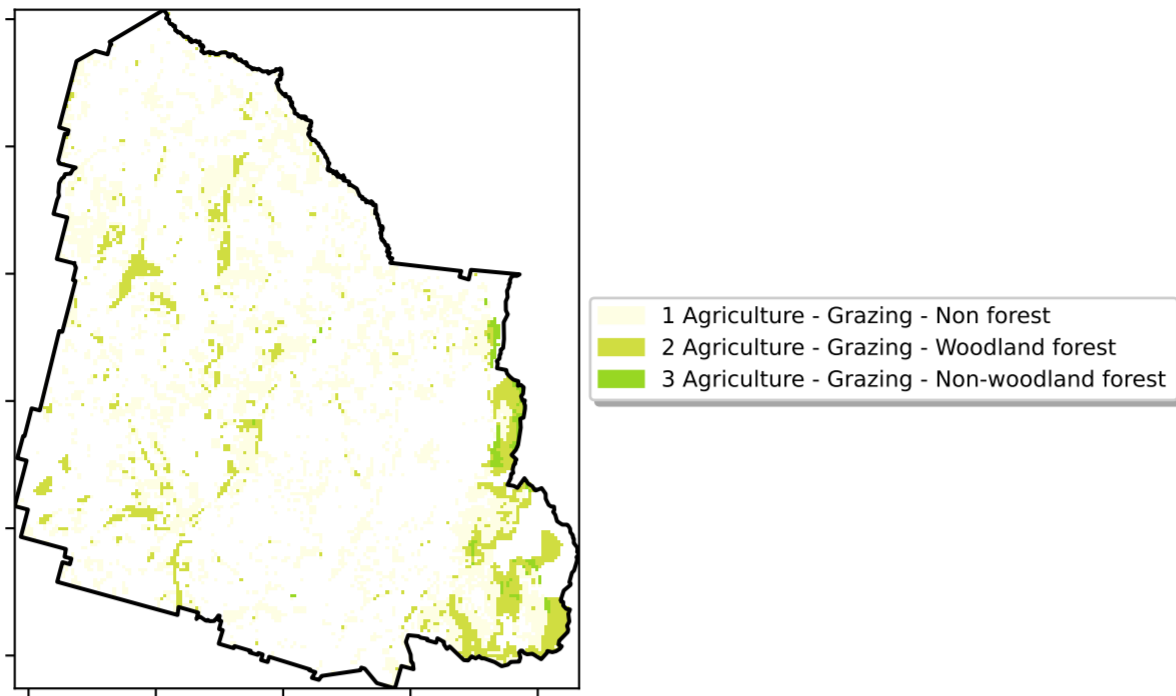 1 Agriculture - Grazing - Non forest
2 Agriculture - Grazing - Woodland forest
3 Agriculture - Grazing - Non-woodland forest